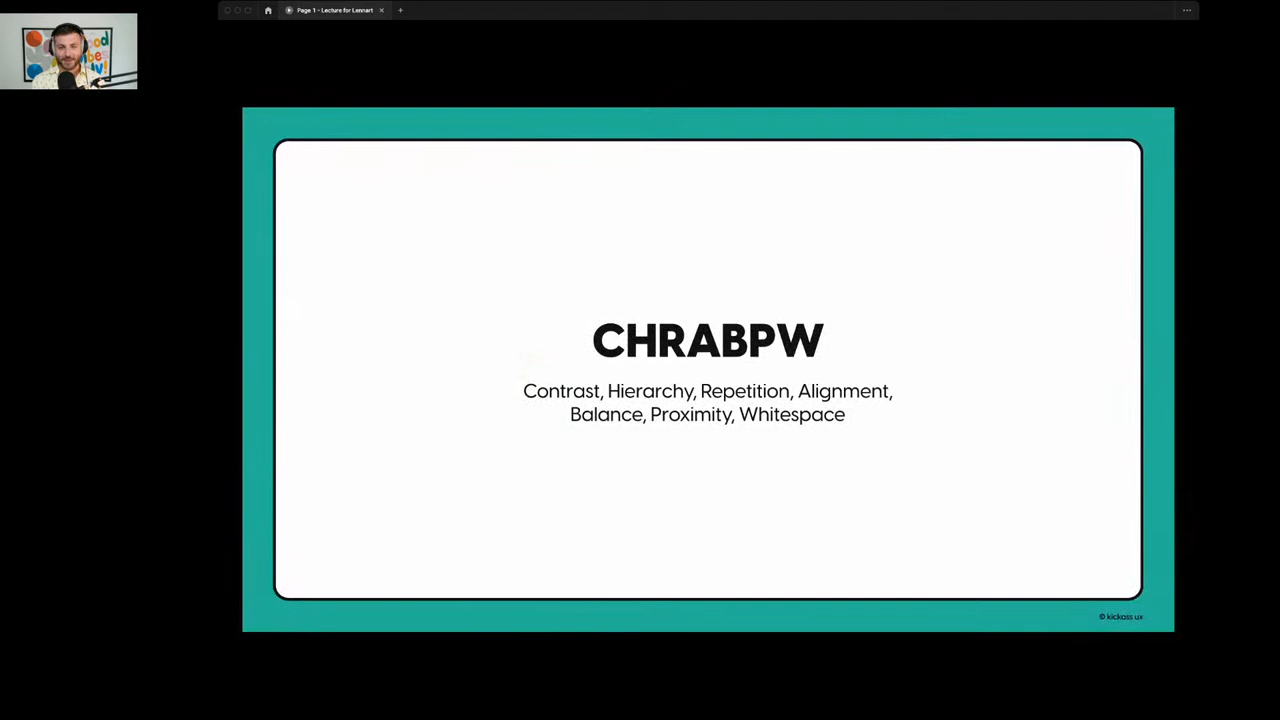 Page 1 - Lecture for Lennart
CHRABPW
Contrast, Hierarchy, Repetition, Alignment,
Balance, Proximity, Whitespace
© kickass ux